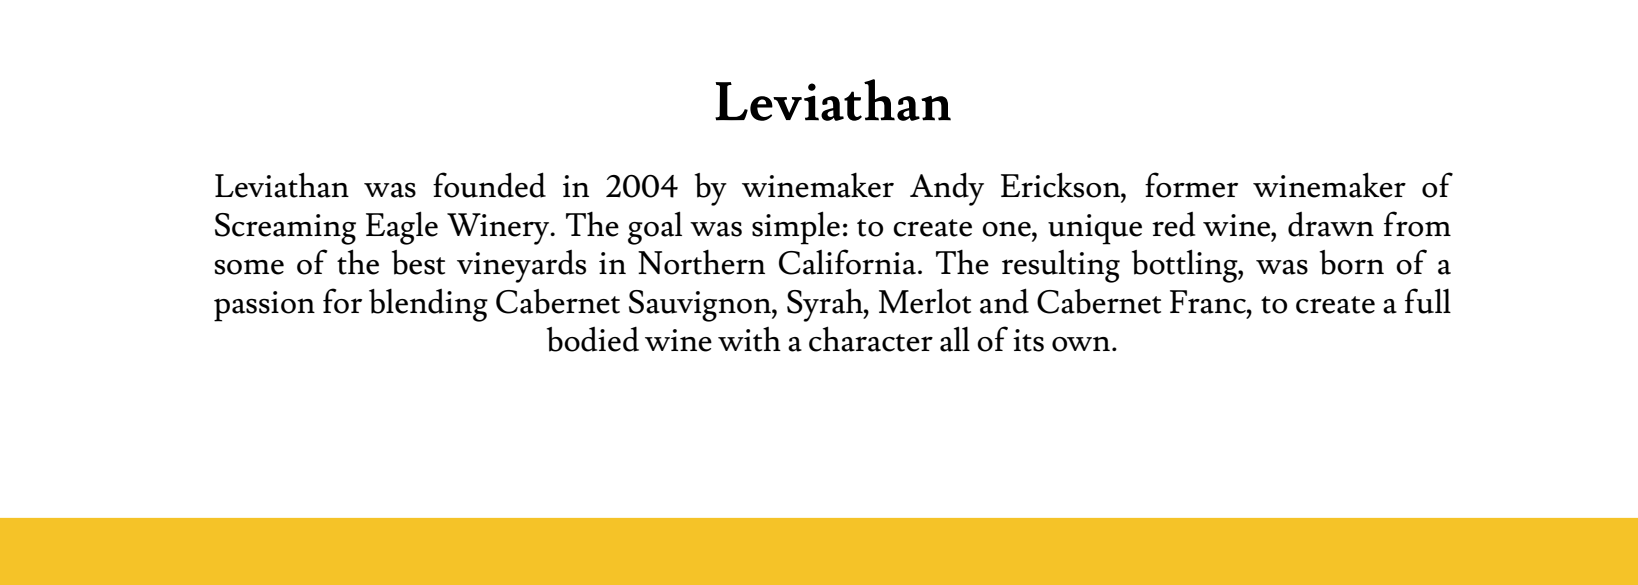 Leviathan
Leviathan was founded in 2004 by winemaker Andy Erickson, former winemaker of
Screaming Eagle Winery. The goal was simple: to create one, unique red wine, drawn from
some of the best vineyards in Northern California. The resulting bottling, was born of a
passion for blending Cabernet Sauvignon, Syrah, Merlot and Cabernet Franc, to create a full
bodied wine with a character all of its own.